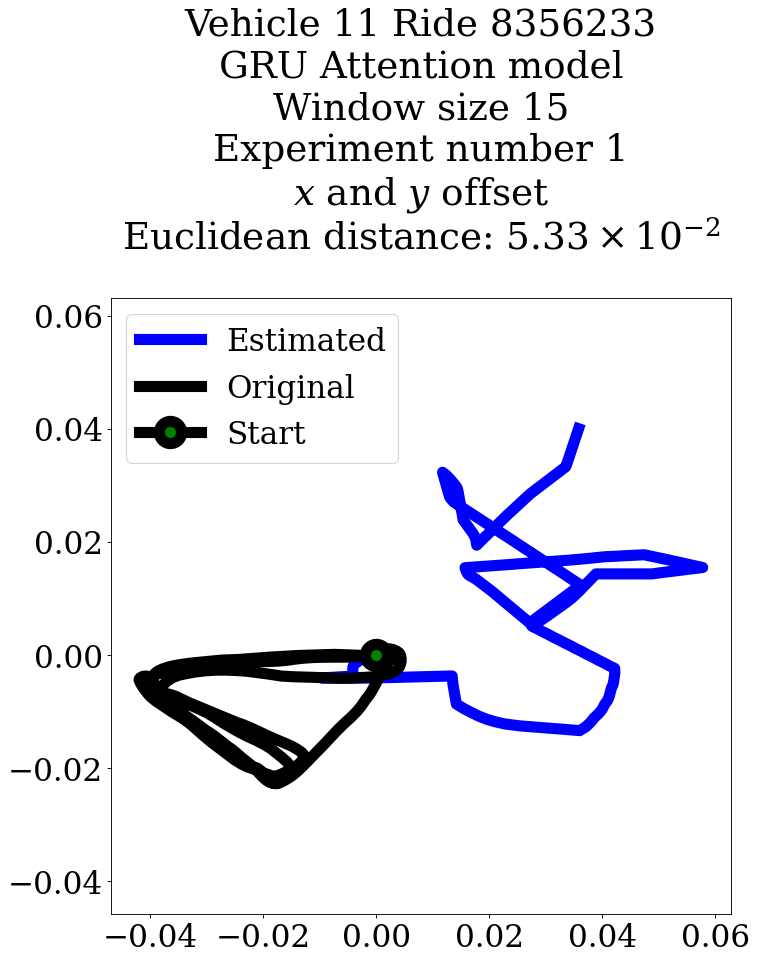 Vehicle 11 Ride 8356233
GRU Attention model
Window size 15
Experiment number 1
x and y offset
Euclidean distance: 5.33 × 10⁻²
Estimated
Original
Start
0.06
0.04
0.02
0.00
−0.02
−0.04
−0.04 −0.02 0.00 0.02 0.04 0.06